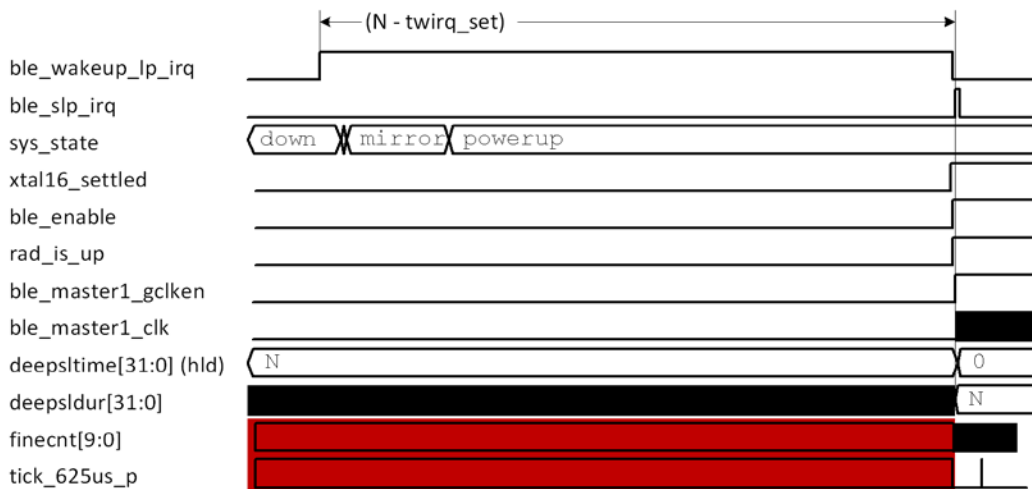 (N - twirq_set)
ble_wakeup_lp_irq
ble_slp_irq
sys_state down mirror powerup
xtal16_settled
ble_enable
rad_is_up
ble_master1_gclken
ble_master1_clk
deepsltime[31:0] (hld) N 0
deepsldur[31:0] N
finecnt[9:0]
tick_625us_p